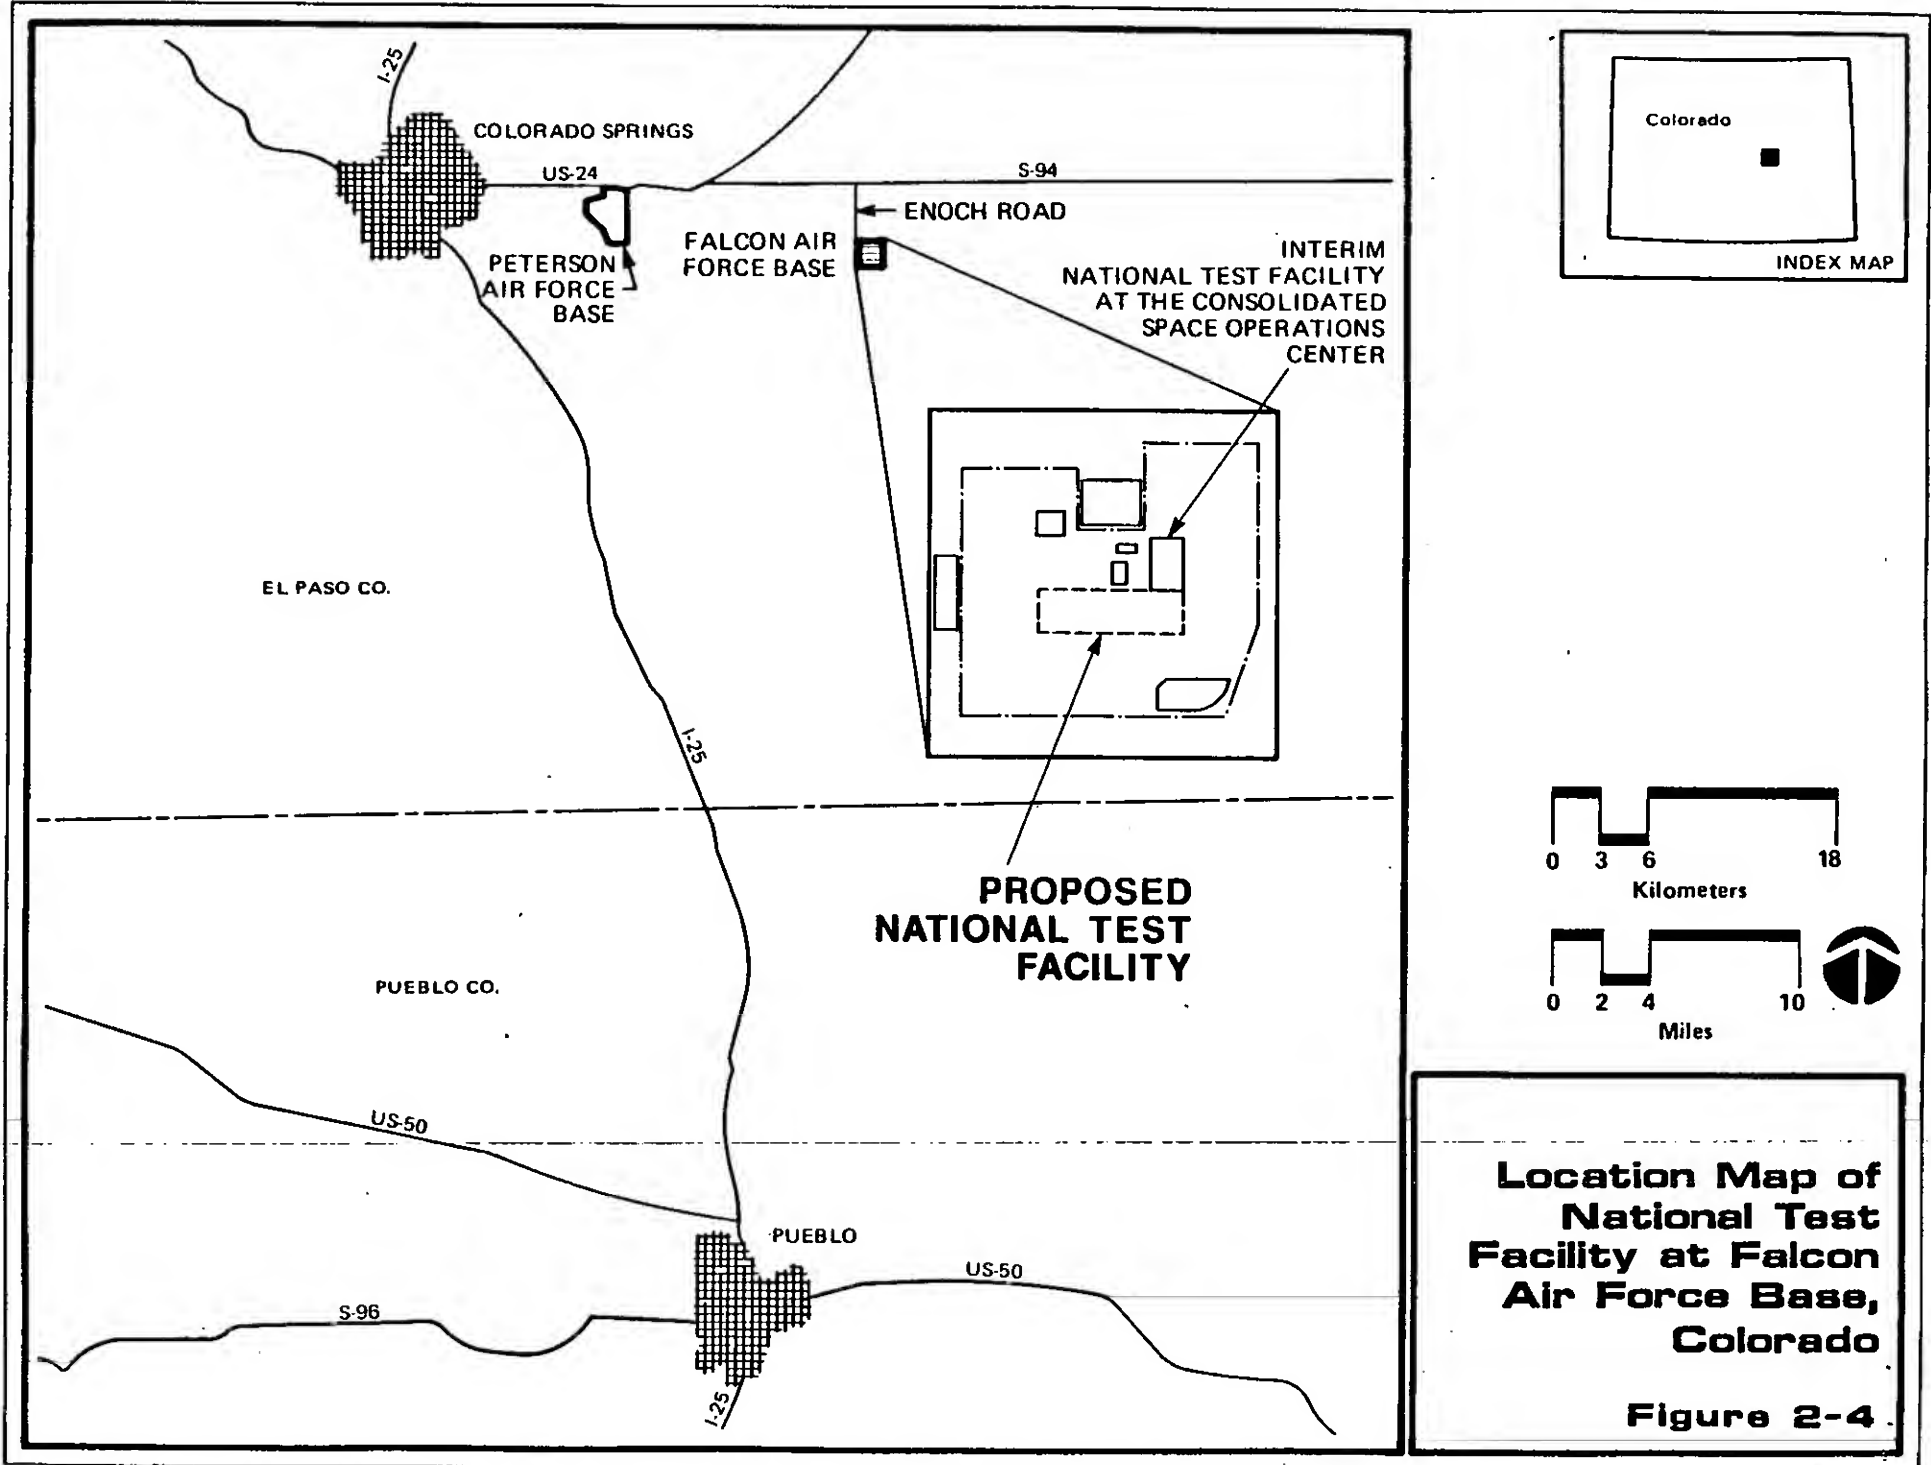 I-25
COLORADO SPRINGS
US-24
S-94
ENOCH ROAD
FALCON AIR
FORCE BASE
PETERSON
AIR FORCE
BASE
INTERIM
NATIONAL TEST FACILITY
AT THE CONSOLIDATED
SPACE OPERATIONS
CENTER
EL PASO CO.
I-25
PROPOSED
NATIONAL TEST
FACILITY
PUEBLO CO.
US-50
PUEBLO
US-50
S-96
I-25
Colorado
INDEX MAP
0 3 6 18
Kilometers
0 2 4 10
Miles
Location Map of
National Test
Facility at Falcon
Air Force Base,
Colorado
Figure 2-4